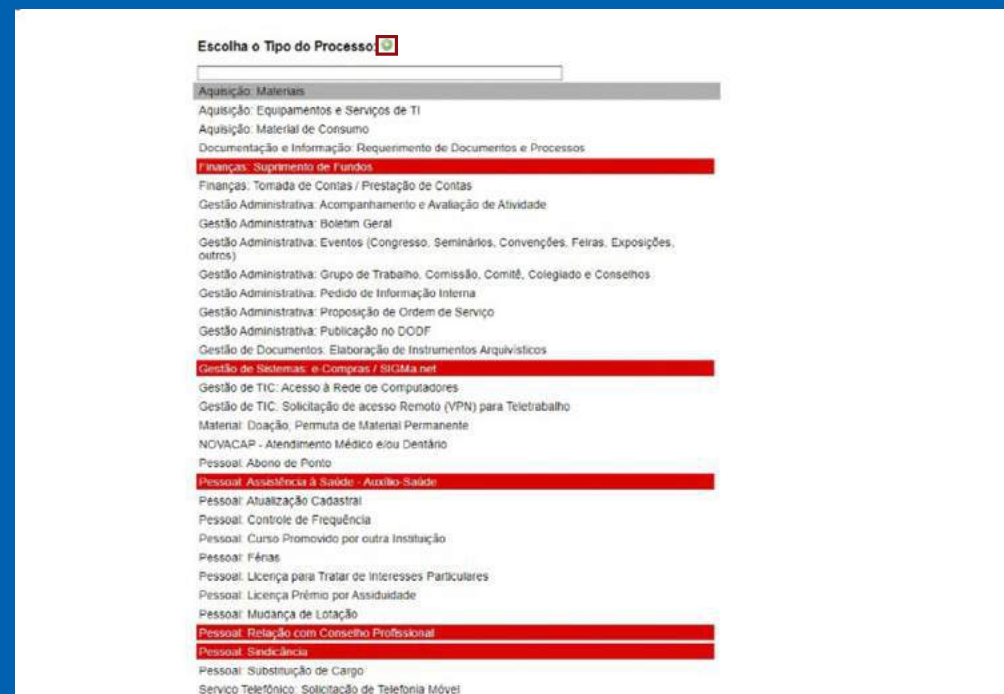 Escolha o Tipo do Processo:
Aquisição: Materiais
Aquisição: Equipamentos e Serviços de TI
Aquisição: Material de Consumo
Documentação e Informação: Requerimento de Documentos e Processos
Finanças: Suprimento de Fundos
Finanças: Tomada de Contas / Prestação de Contas
Gestão Administrativa: Acompanhamento e Avaliação de Atividade
Gestão Administrativa: Boletim Geral
Gestão Administrativa: Eventos (Congresso, Seminários, Convenções, Feiras, Exposições,
outros)
Gestão Administrativa: Grupo de Trabalho, Comissão, Comitê, Colegiado e Conselhos
Gestão Administrativa: Pedido de Informação Interna
Gestão Administrativa: Proposição de Ordem de Serviço
Gestão Administrativa: Publicação no DODF
Gestão de Documentos: Elaboração de Instrumentos Arquivísticos
Gestão de Sistemas: e-Compras / SIGMa.net
Gestão de TIC: Acesso à Rede de Computadores
Gestão de TIC: Solicitação de acesso Remoto (VPN) para Teletrabalho
Material: Doação, Permuta de Material Permanente
NOVACAP - Atendimento Médico e/ou Dentário
Pessoal: Abono de Ponto
Pessoal: Assistência à Saúde - Auxílio-Saúde
Pessoal: Atualização Cadastral
Pessoal: Controle de Frequência
Pessoal: Curso Promovido por outra Instituição
Pessoal: Férias
Pessoal: Licença para Tratar de Interesses Particulares
Pessoal: Licença Prêmio por Assiduidade
Pessoal: Mudança de Lotação
Pessoal: Relação com Conselho Profissional
Pessoal: Sindicância
Pessoal: Substituição de Cargo
Serviço Telefônico: Solicitação de Telefonia Móvel